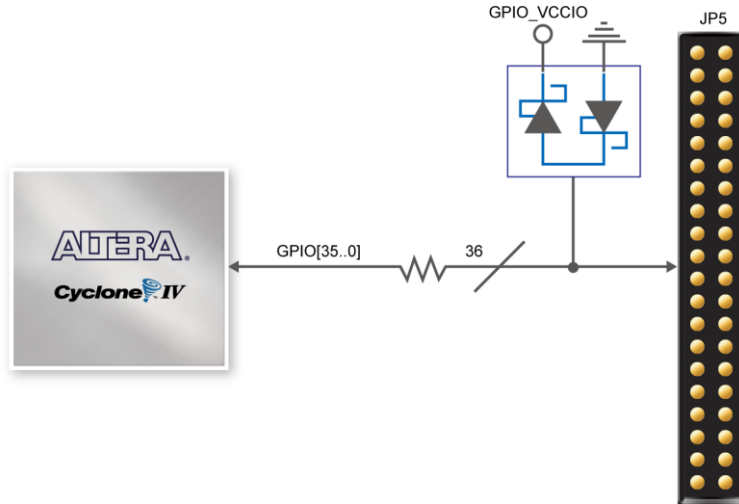 GPIO_VCCIO
JP5
ALTERA.
GPIO[35..0]
36
Cyclone IV